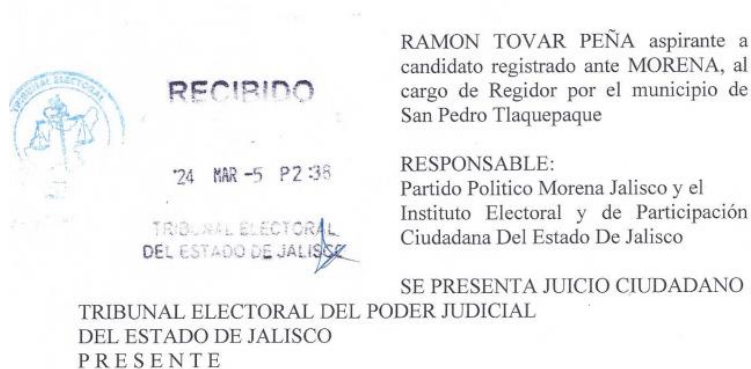 RAMON TOVAR PEÑA aspirante a
candidato registrado ante MORENA, al
cargo de Regidor por el municipio de
San Pedro Tlaquepaque
TRIBUNAL ELECTORAL
RECIBIDO
'24 MAR -5 P2:36
TRIBUNAL ELECTORAL
DEL ESTADO DE JALISCO
RESPONSABLE:
Partido Politico Morena Jalisco y el
Instituto Electoral y de Participación
Ciudadana Del Estado De Jalisco
SE PRESENTA JUICIO CIUDADANO
TRIBUNAL ELECTORAL DEL PODER JUDICIAL
DEL ESTADO DE JALISCO
P R E S E N T E